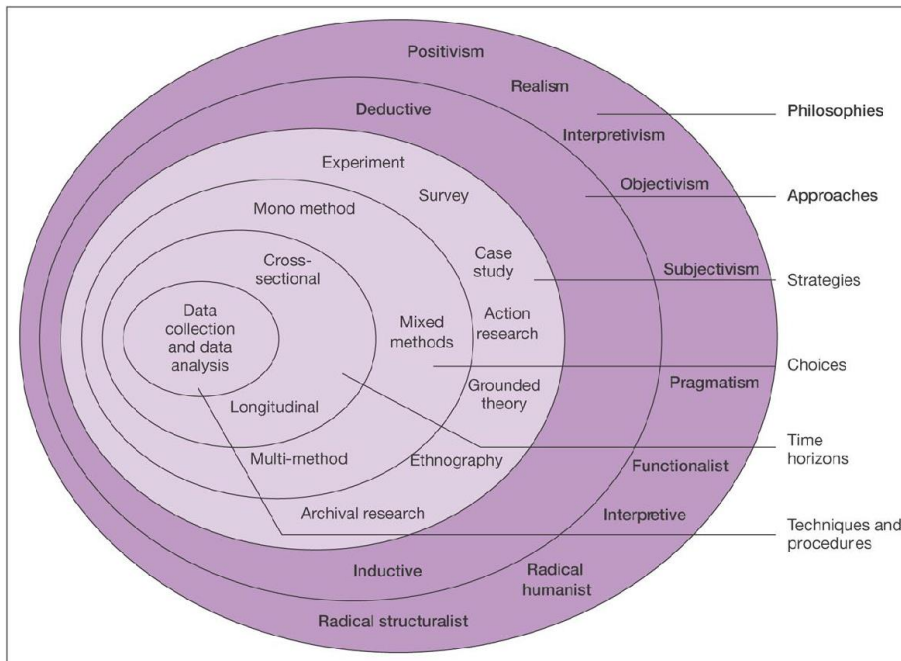 Positivism
Realism
Philosophies
Deductive
Interpretivism
Experiment
Objectivism
Approaches
Survey
Mono method
Case
study
Subjectivism
Strategies
Cross-
sectional
Data
collection
and data
analysis
Mixed
methods
Action
research
Choices
Grounded
theory
Pragmatism
Longitudinal
Time
horizons
Multi-method
Ethnography
Functionalist
Archival research
Interpretive
Techniques and
procedures
Inductive
Radical
humanist
Radical structuralist